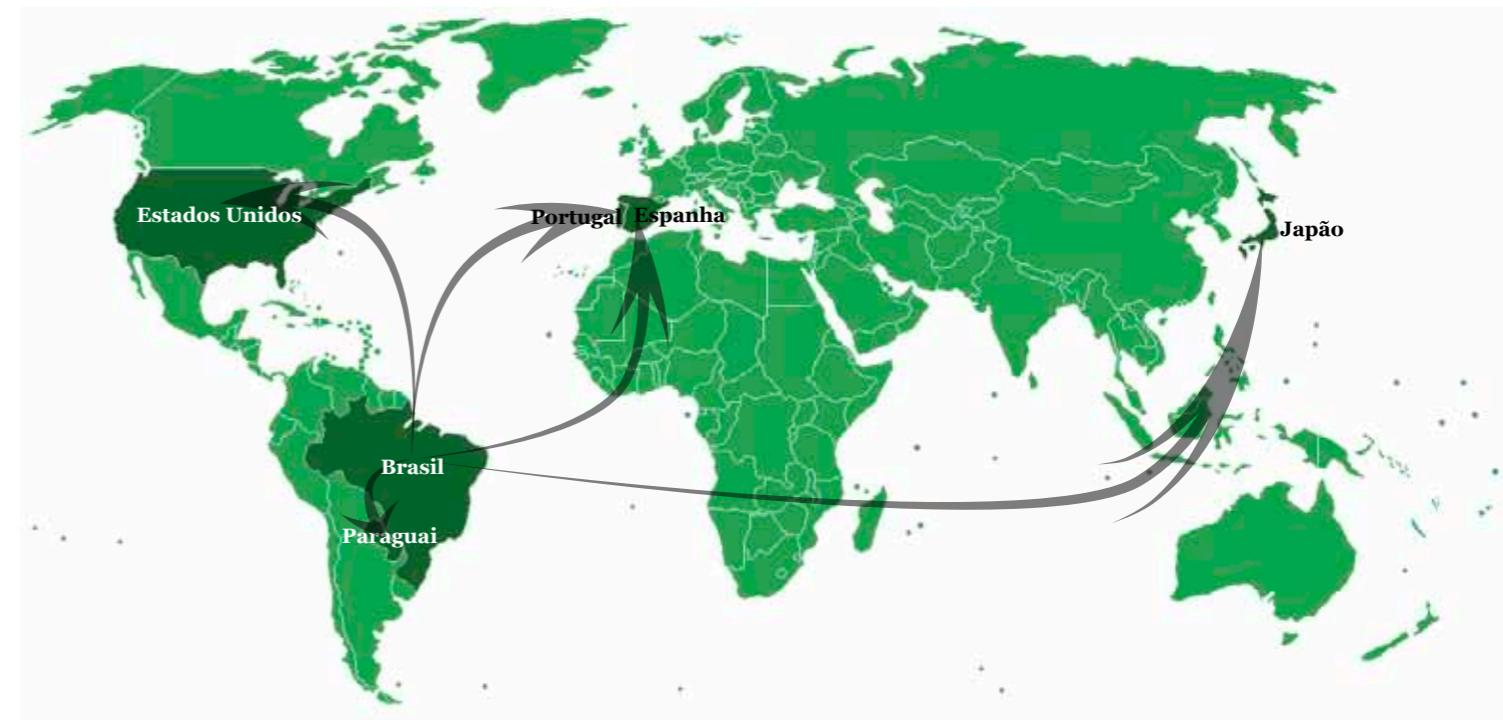 Estados Unidos
Portugal
Espanha
Japão
Brasil
Paraguai